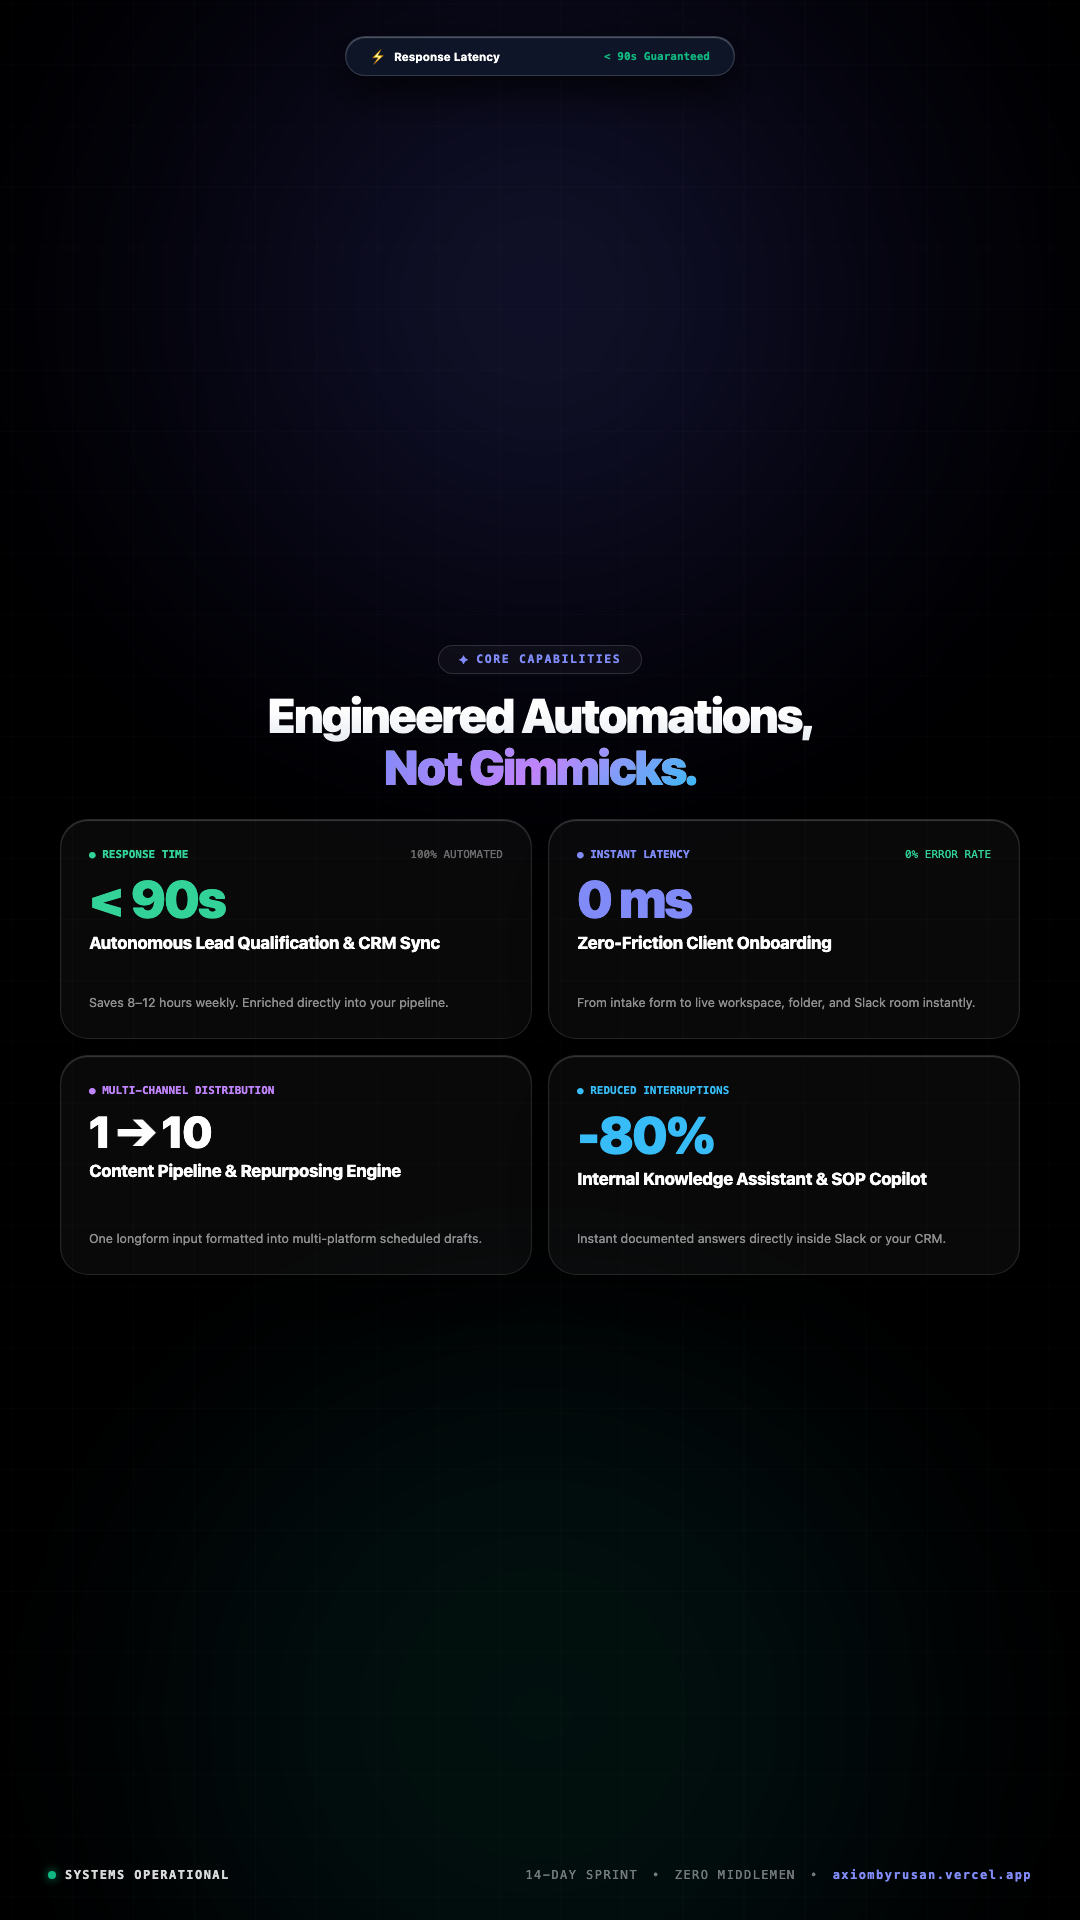 ⚡ Response Latency < 90s Guaranteed
✦ CORE CAPABILITIES
Engineered Automations,
Not Gimmicks.
● RESPONSE TIME 100% AUTOMATED
< 90s
Autonomous Lead Qualification & CRM Sync
Saves 8–12 hours weekly. Enriched directly into your pipeline.
● INSTANT LATENCY 0% ERROR RATE
0 ms
Zero-Friction Client Onboarding
From intake form to live workspace, folder, and Slack room instantly.
● MULTI-CHANNEL DISTRIBUTION
1 → 10
Content Pipeline & Repurposing Engine
One longform input formatted into multi-platform scheduled drafts.
● REDUCED INTERRUPTIONS
-80%
Internal Knowledge Assistant & SOP Copilot
Instant documented answers directly inside Slack or your CRM.
● SYSTEMS OPERATIONAL 14-DAY SPRINT • ZERO MIDDLEMEN • axiombyrusan.vercel.app